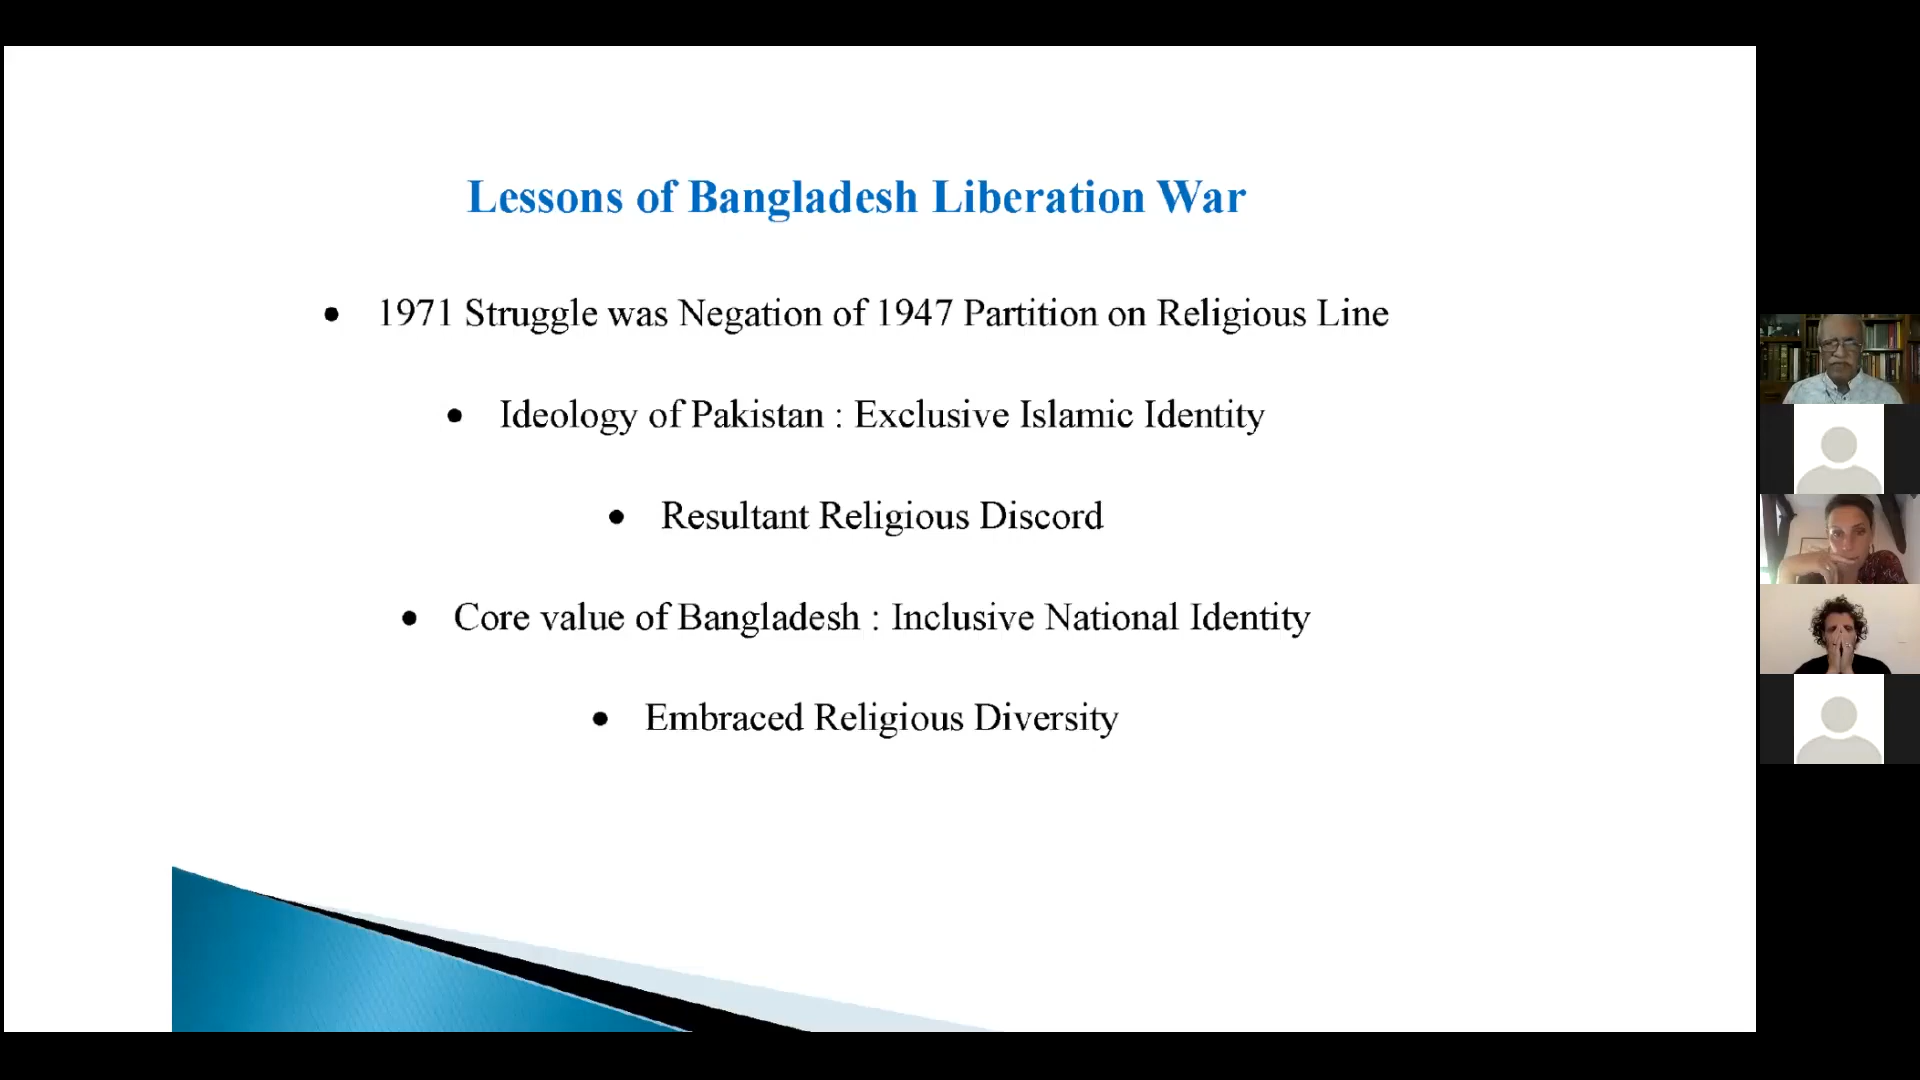 Lessons of Bangladesh Liberation War
• 1971 Struggle was Negation of 1947 Partition on Religious Line
• Ideology of Pakistan : Exclusive Islamic Identity
• Resultant Religious Discord
• Core value of Bangladesh : Inclusive National Identity
• Embraced Religious Diversity